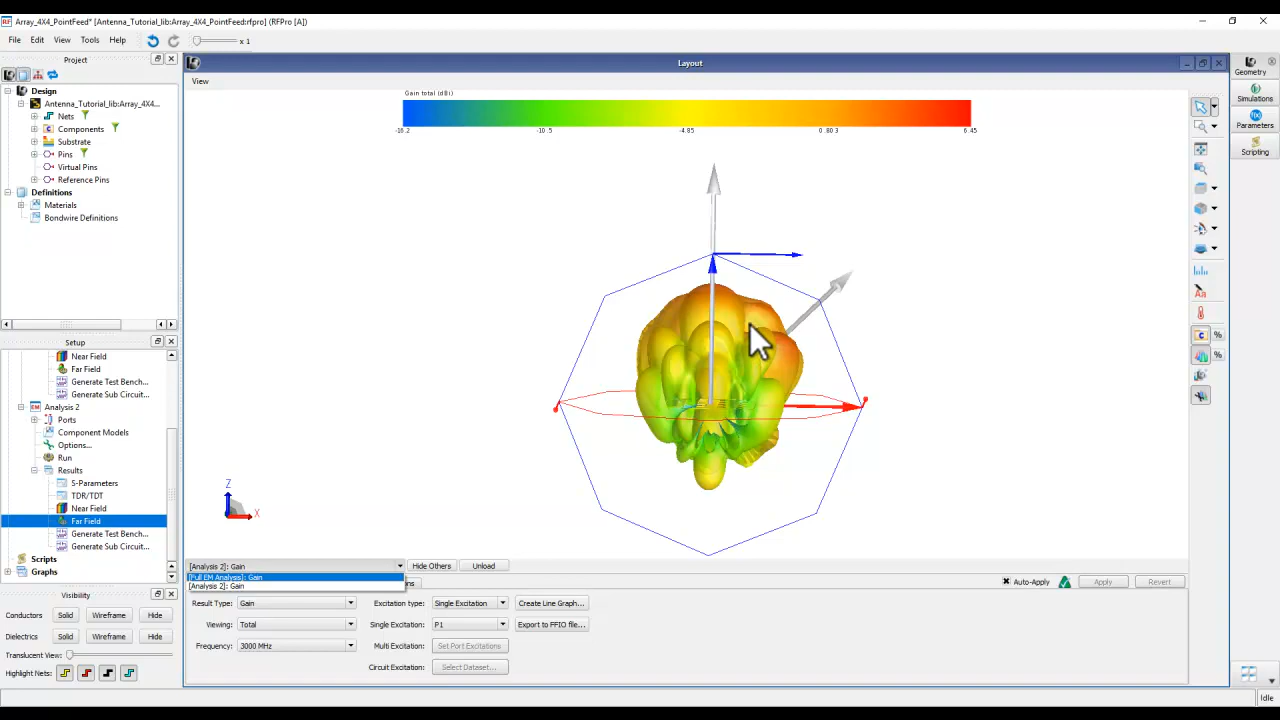 Array_4X4_PointFeed* [Antenna_Tutorial_lib:Array_4X4_PointFeed:rfpro] (RFPro [A])
File Edit View Tools Help x 1
Project
Design
Antenna_Tutorial_lib:Array_4X4...
Nets
Components
Substrate
Pins
Virtual Pins
Reference Pins
Definitions
Materials
Bondwire Definitions
Setup
Near Field
Far Field
Generate Test Bench...
Generate Sub Circuit...
Analysis 2
Ports
Component Models
Options...
Run
Results
S-Parameters
TDR/TDT
Near Field
Far Field
Generate Test Bench...
Generate Sub Circuit...
Scripts
Graphs
Visibility
Conductors Solid Wireframe Hide
Dielectrics Solid Wireframe Hide
Translucent View:
Highlight Nets:
Layout
View
Gain total (dBi)
-16.2 -10.5 -4.85 0.803 6.45
Z
X
[Analysis 2]: Gain Hide Others Unload
[Full EM Analysis]: Gain
[Analysis 2]: Gain
Auto-Apply Apply Revert
Result Type: Gain Excitation type: Single Excitation Create Line Graph...
Viewing: Total Single Excitation: P1 Export to FFIO file...
Frequency: 3000 MHz Multi Excitation: Set Port Excitations
Circuit Excitation: Select Dataset...
Geometry
Simulations
Parameters
Scripting
Idle